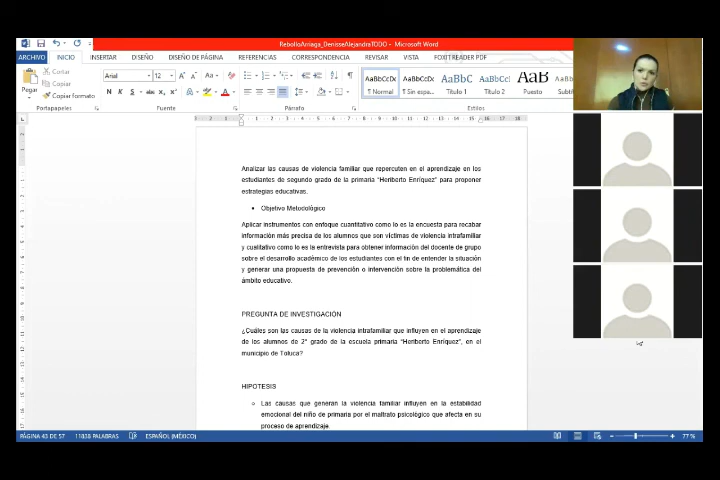 RebolloArriaga_DenisseAlejandraTODO - Microsoft Word
ARCHIVO INICIO INSERTAR DISEÑO DISEÑO DE PÁGINA REFERENCIAS CORRESPONDENCIA REVISAR VISTA FOXIT READER PDF
Cortar
Copiar
Copiar formato
Pegar
Arial 12
N K S abc
AaBbCcDc AaBbCcDc AaBbC AaBbCcI AaB
¶ Normal ¶ Sin espa... Título 1 Título 2 Puesto
Portapapeles Fuente Párrafo Estilos
Analizar las causas de violencia familiar que repercuten en el aprendizaje en los
estudiantes de segundo grado de la primaria "Heriberto Enríquez" para proponer
estrategias educativas.
• Objetivo Metodológico
Aplicar instrumentos con enfoque cuantitativo como lo es la encuesta para recabar
información más precisa de los alumnos que son víctimas de violencia intrafamiliar
y cualitativo como lo es la entrevista para obtener información del docente de grupo
sobre el desarrollo académico de los estudiantes con el fin de entender la situación
y generar una propuesta de prevención o intervención sobre la problemática del
ámbito educativo.
PREGUNTA DE INVESTIGACIÓN
¿Cuáles son las causas de la violencia intrafamiliar que influyen en el aprendizaje
de los alumnos de 2° grado de la escuela primaria "Heriberto Enríquez", en el
municipio de Toluca?
HIPOTESIS
o Las causas que generan la violencia familiar influyen en la estabilidad
emocional del niño de primaria por el maltrato psicológico que afecta en su
proceso de aprendizaje
PÁGINA 43 DE 57 11838 PALABRAS ESPAÑOL (MÉXICO) 77 %